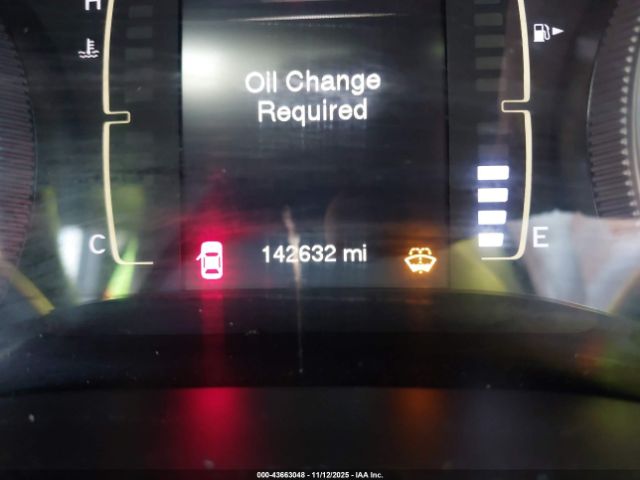 H
Oil Change
Required
C
142632 mi
E
000-43663048 - 11/12/2025 - IAA Inc.